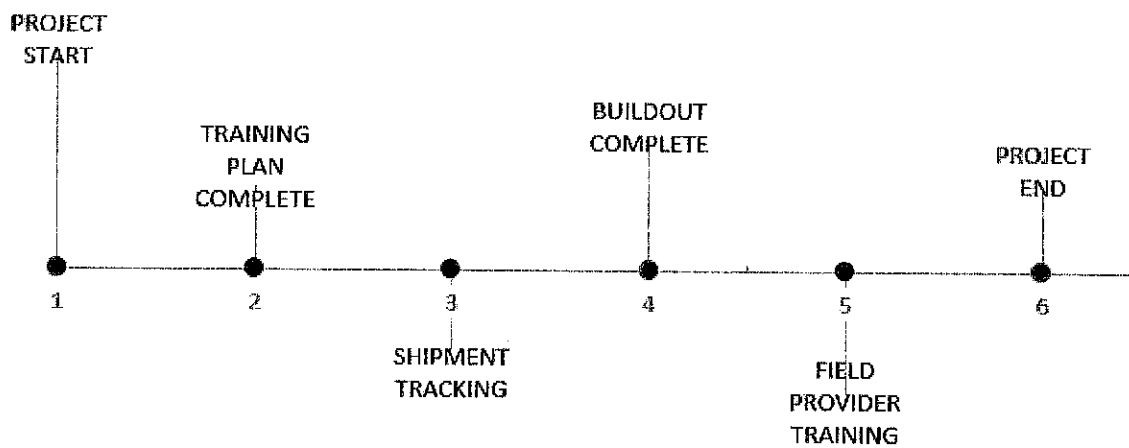 PROJECT
START
TRAINING
PLAN
COMPLETE
BUILDOUT
COMPLETE
PROJECT
END
1
2
3
4
5
6
SHIPMENT
TRACKING
FIELD
PROVIDER
TRAINING